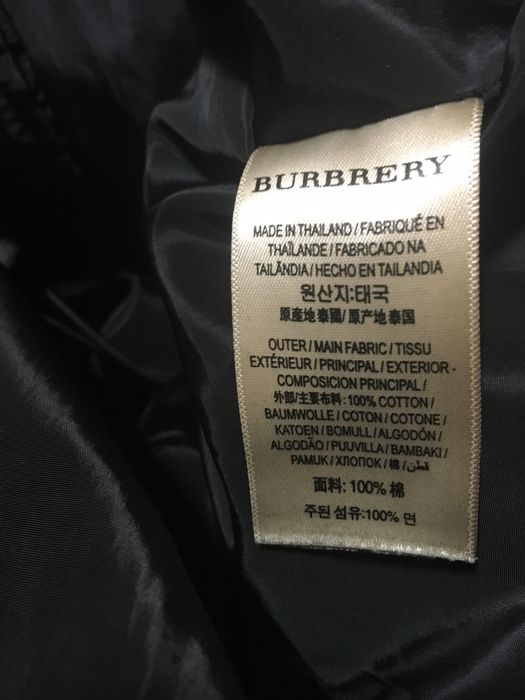 BURBRERY
MADE IN THAILAND / FABRIQUÉ EN
THAÏLANDE / FABRICADO NA
TAILÃNDIA / HECHO EN TAILANDIA
원산지:태국
原產地泰國/ 原产地泰国
OUTER / MAIN FABRIC / TISSU
EXTÉRIEUR / PRINCIPAL / EXTERIOR -
COMPOSICION PRINCIPAL /
外部/主要布料: 100% COTTON /
BAUMWOLLE / COTON / COTONE /
KATOEN / BOMULL / ALGODÓN /
ALGODÃO / PUUVILLA / BAMBAKI /
PAMUK / ХЛОПОК / 棉 / قطن /
面料: 100% 棉
주된 섬유:100% 면